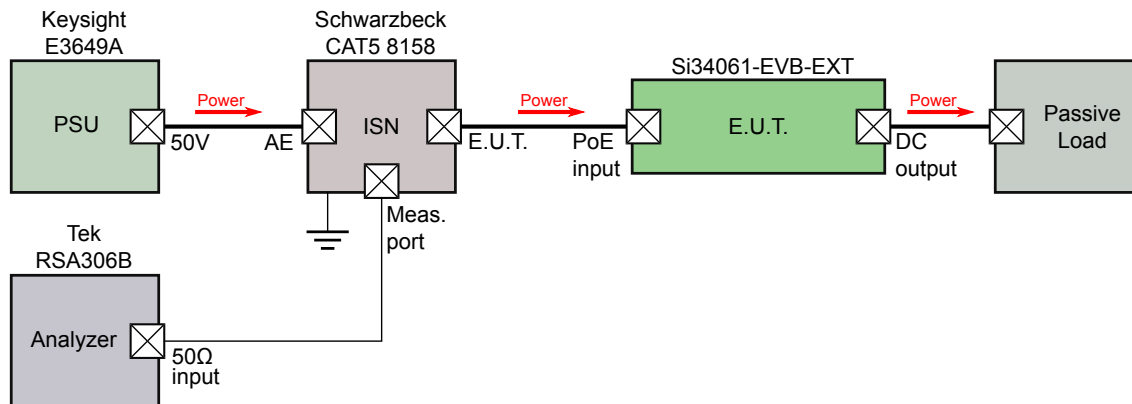 Keysight
E3649A
PSU
50V
Power
Schwarzbeck
CAT5 8158
ISN
AE
E.U.T.
Meas.
port
Power
Si34061-EVB-EXT
E.U.T.
PoE
input
DC
output
Power
Passive
Load
Tek
RSA306B
Analyzer
50Ω
input